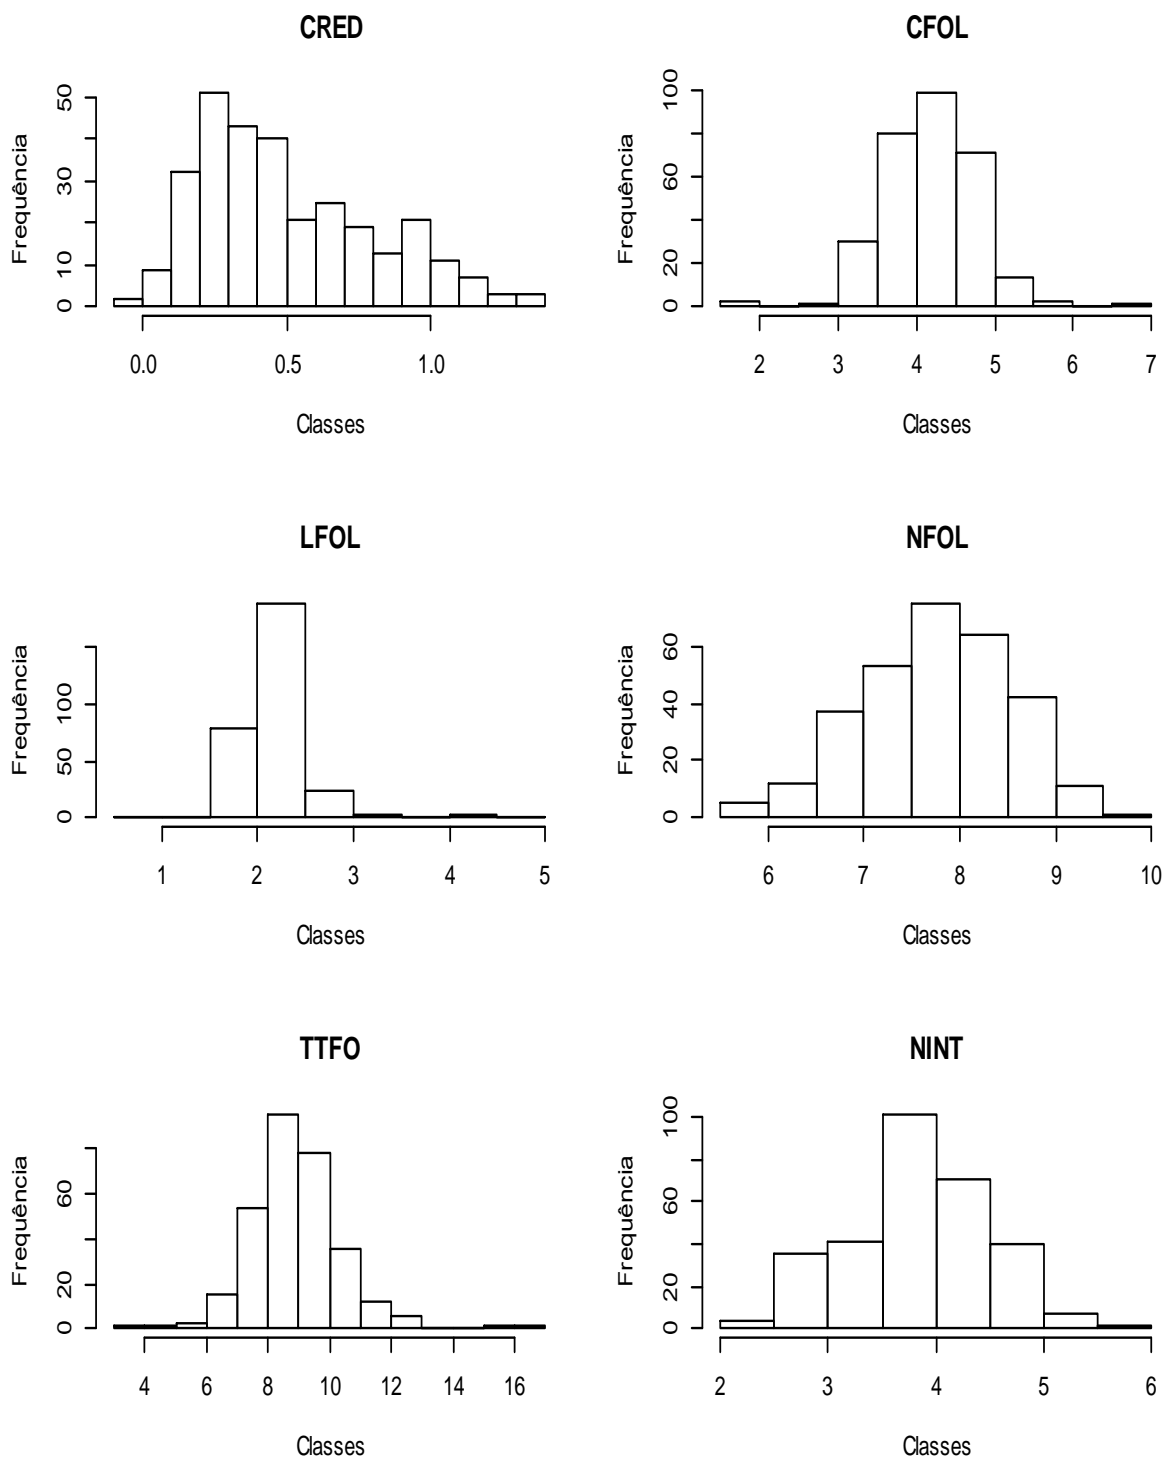 CRED
Frequência
50
30
10
0
0.0 0.5 1.0
Classes
CFOL
Frequência
100
60
20
0
2 3 4 5 6 7
Classes
LFOL
Frequência
100
50
0
1 2 3 4 5
Classes
NFOL
Frequência
60
40
20
0
6 7 8 9 10
Classes
TTFO
Frequência
60
20
0
4 6 8 10 12 14 16
Classes
NINT
Frequência
100
60
20
0
2 3 4 5 6
Classes